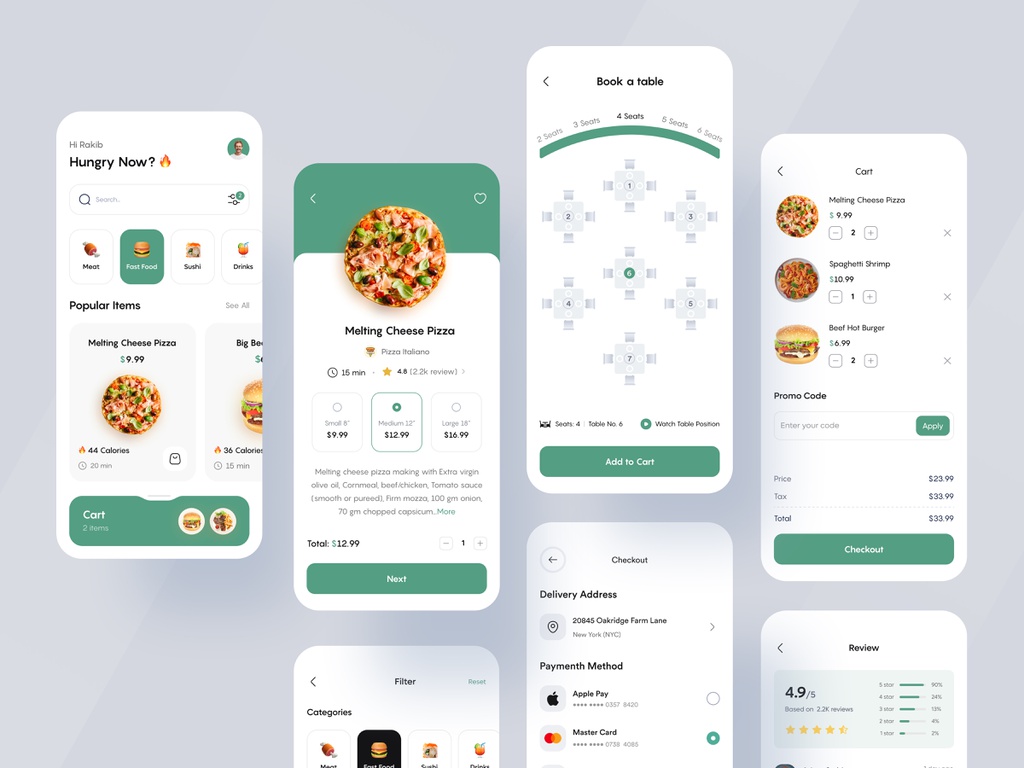 Hi Rakib
Hungry Now?
Search..
2
Meat
Fast Food
Sushi
Drinks
Popular Items
See All
Melting Cheese Pizza
$9.99
44 Calories
20 min
Big
$
36 Calories
15 min
Cart
2 items
Melting Cheese Pizza
Pizza Italiano
15 min
4.8 (2.2k review)
Small 8"
$9.99
Medium 12"
$12.99
Large 18"
$16.99
Melting cheese pizza making with Extra virgin
olive oil, Cornmeal, beef/chicken, Tomato sauce
(smooth or pureed), Firm mozza, 100 gm onion,
70 gm chopped capsicum..More
Total: $12.99
1
Next
Filter
Reset
Categories
Meat
Fast Food
Sushi
Drinks
Book a table
2 Seats
3 Seats
4 Seats
5 Seats
6 Seats
1
2
3
6
4
5
7
Seats: 4
Table No. 6
Watch Table Position
Add to Cart
Checkout
Delivery Address
20845 Oakridge Farm Lane
New York (NYC)
Paymenth Method
Apple Pay
•••• •••• 0357 8420
Master Card
•••• •••• 0738 4085
Cart
Melting Cheese Pizza
$ 9.99
2
Spaghetti Shrimp
$10.99
1
Beef Hot Burger
$6.99
2
Promo Code
Enter your code
Apply
Price
$23.99
Tax
$33.99
Total
$33.99
Checkout
Review
4.9/5
Based on 2.2K reviews
5 star
90%
4 star
24%
3 star
13%
2 star
4%
1 star
2%